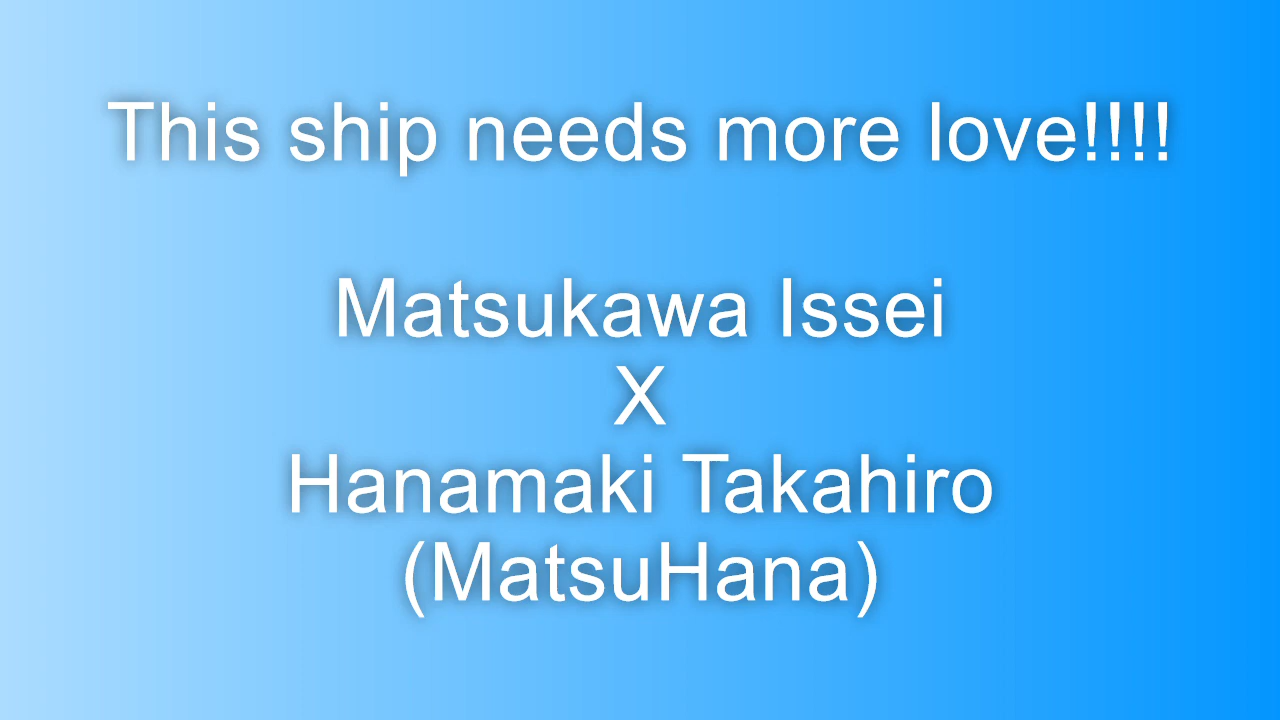 This ship needs more love!!!!
Matsukawa Issei
X
Hanamaki Takahiro
(MatsuHana)